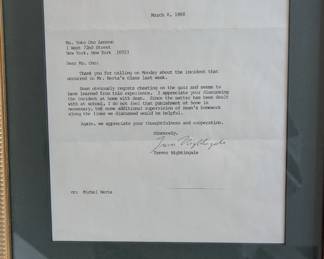 March 4, 1988
Ms. Yoko Ono Lennon
1 West 72nd Street
New York, New York 10023
Dear Ms. Ono:
Thank you for calling on Monday about the incident that
occurred in Mr. Nerta's class last week.
Sean obviously regrets cheating on the quiz and seems to
have learned from this experience. I appreciate your discussing
the incident at home with Sean. Since the matter has been dealt
with at school, I do not feel that punishment at home is
necessary, but some additional supervision of Sean's homework
along the lines we discussed would be helpful.
Again, we appreciate your thoughtfulness and cooperation.
Sincerely,
Nightingale
Nightingale
cc: Michel